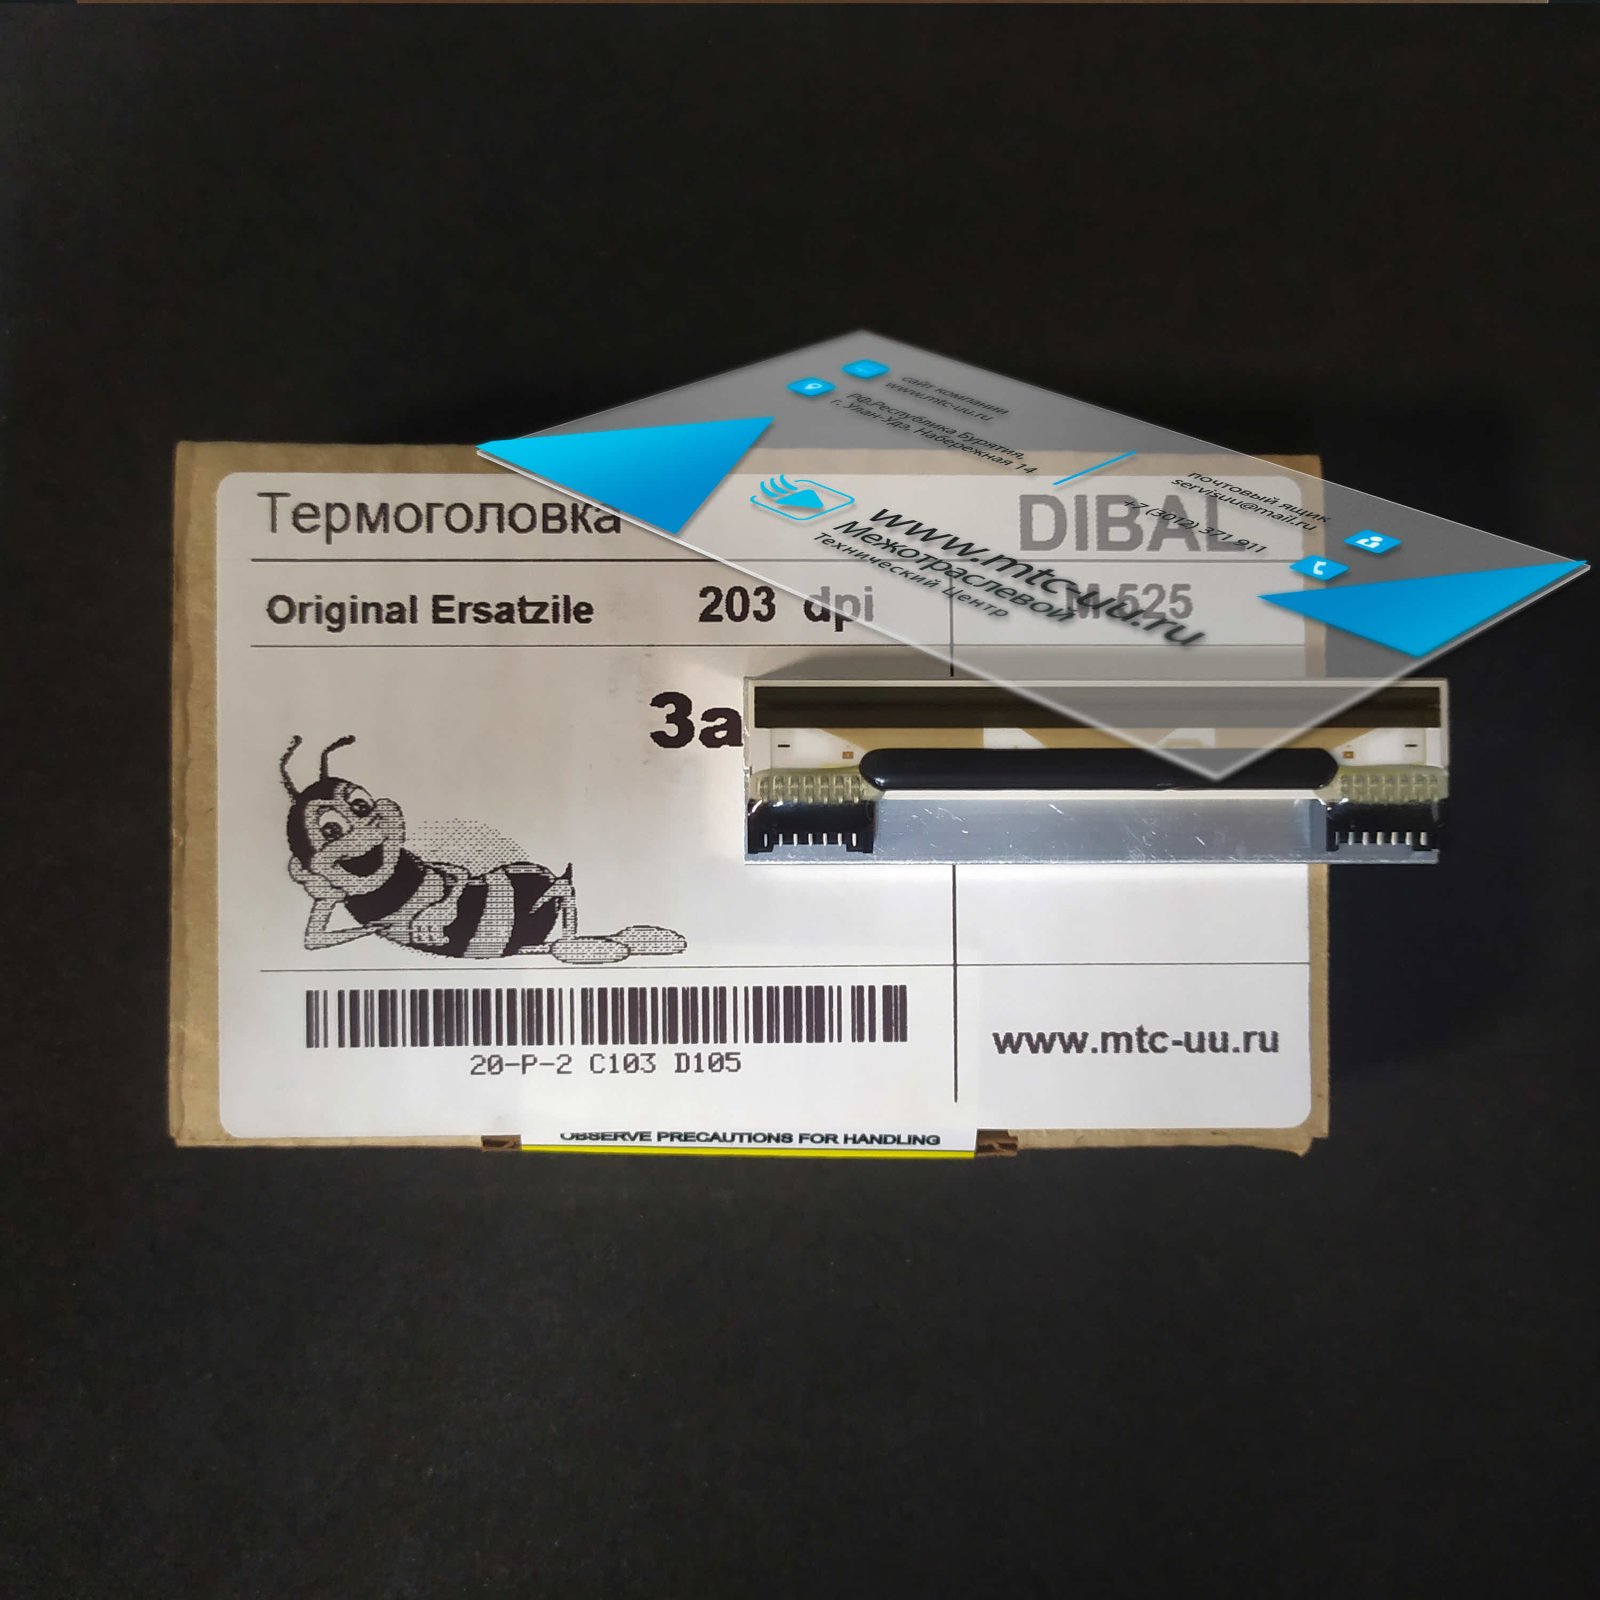 сайт компании
www.mtc-uu.ru
РФ.Республика Бурятия,
г. Улан-Удэ. Набережная 14
почтовый ящик
servisuu@mail.ru
+7 (3012) 371 911
www.mtc-uu.ru
Межотраслевой
Технический Центр
Термоголовка
DIBAL
Original Ersatzile
203 dpi
525
За
20-P-2 C103 D105
www.mtc-uu.ru
OBSERVE PRECAUTIONS FOR HANDLING